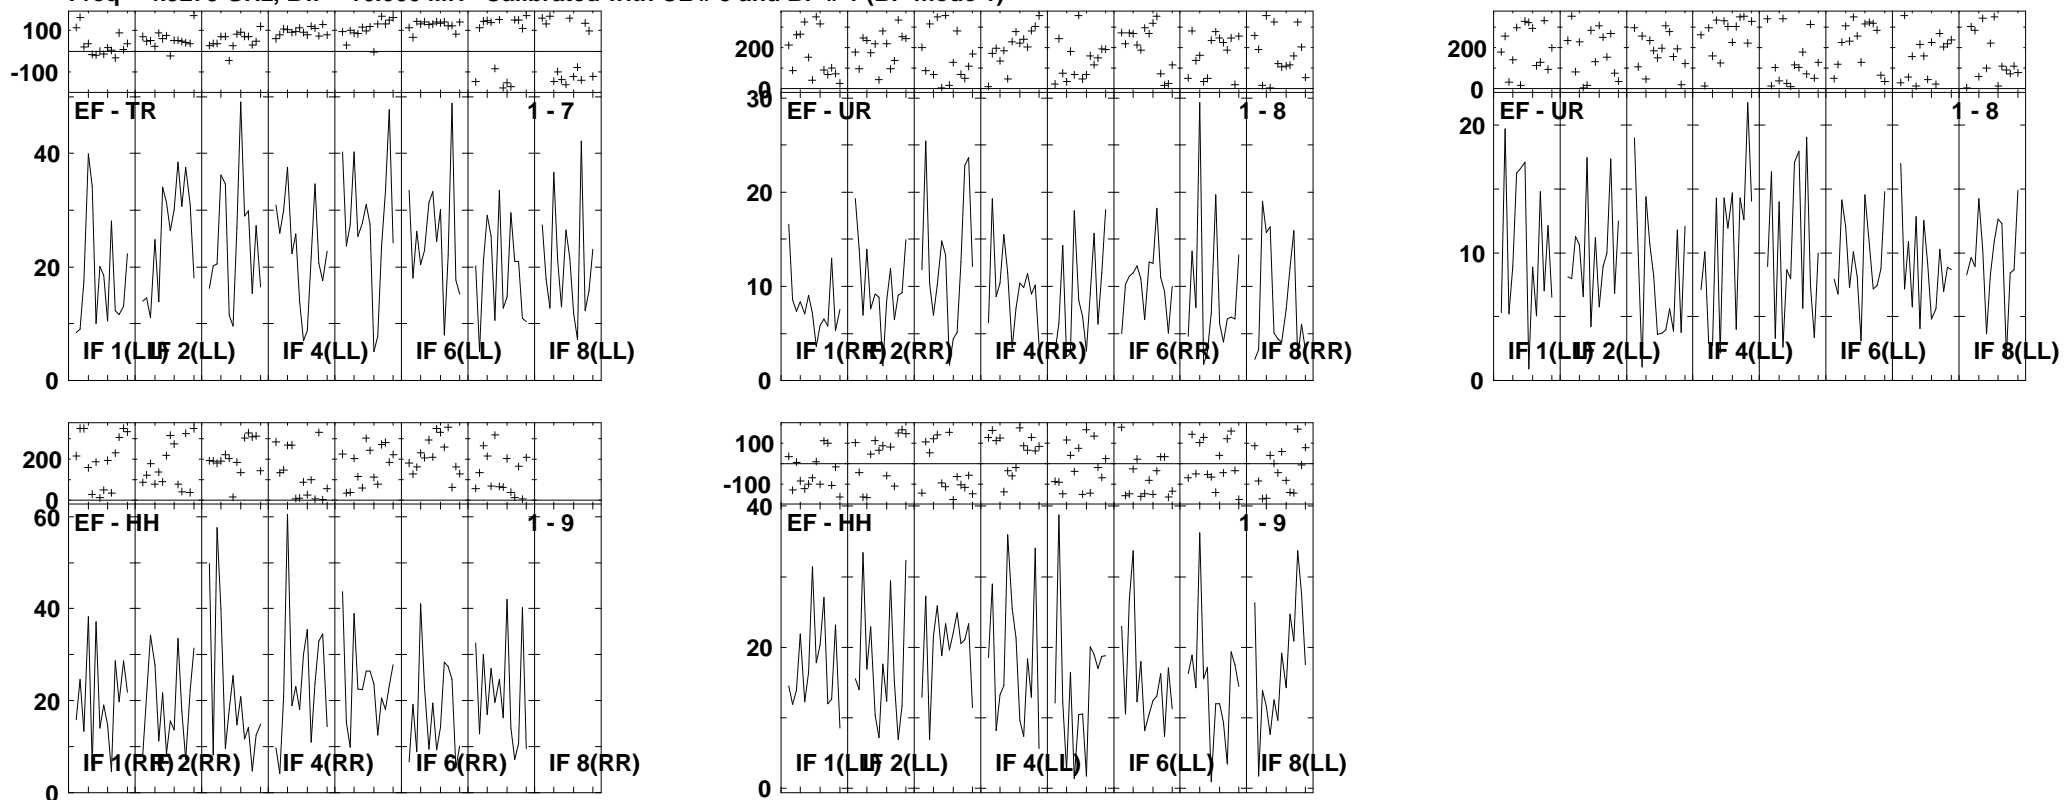 100
-100
EF - TR
1 - 7
40
20
0
IF 1(LL)
IF 2(LL)
IF 4(LL)
IF 6(LL)
IF 8(LL)
200
0
30
EF - UR
1 - 8
20
10
0
IF 1(RR)
IF 2(RR)
IF 4(RR)
IF 6(RR)
IF 8(RR)
200
0
EF - UR
1 - 8
20
10
0
IF 1(LL)
IF 2(LL)
IF 4(LL)
IF 6(LL)
IF 8(LL)
200
0
60
EF - HH
1 - 9
40
20
0
IF 1(RR)
IF 2(RR)
IF 4(RR)
IF 6(RR)
IF 8(RR)
100
-100
40
EF - HH
1 - 9
20
0
IF 1(LL)
IF 2(LL)
IF 4(LL)
IF 6(LL)
IF 8(LL)